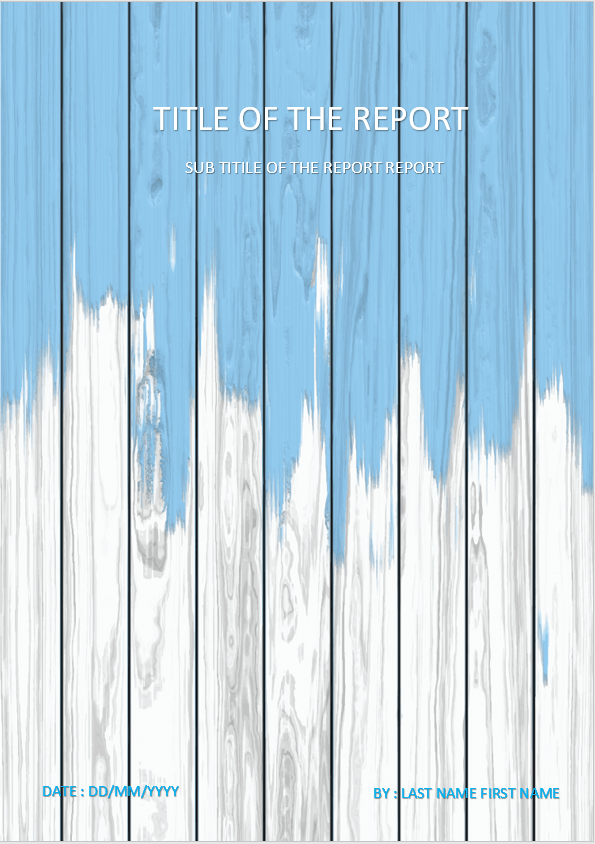 TITLE OF THE REPORT
SUB TITILE OF THE REPORT REPORT
DATE : DD/MM/YYYY
BY : LAST NAME FIRST NAME